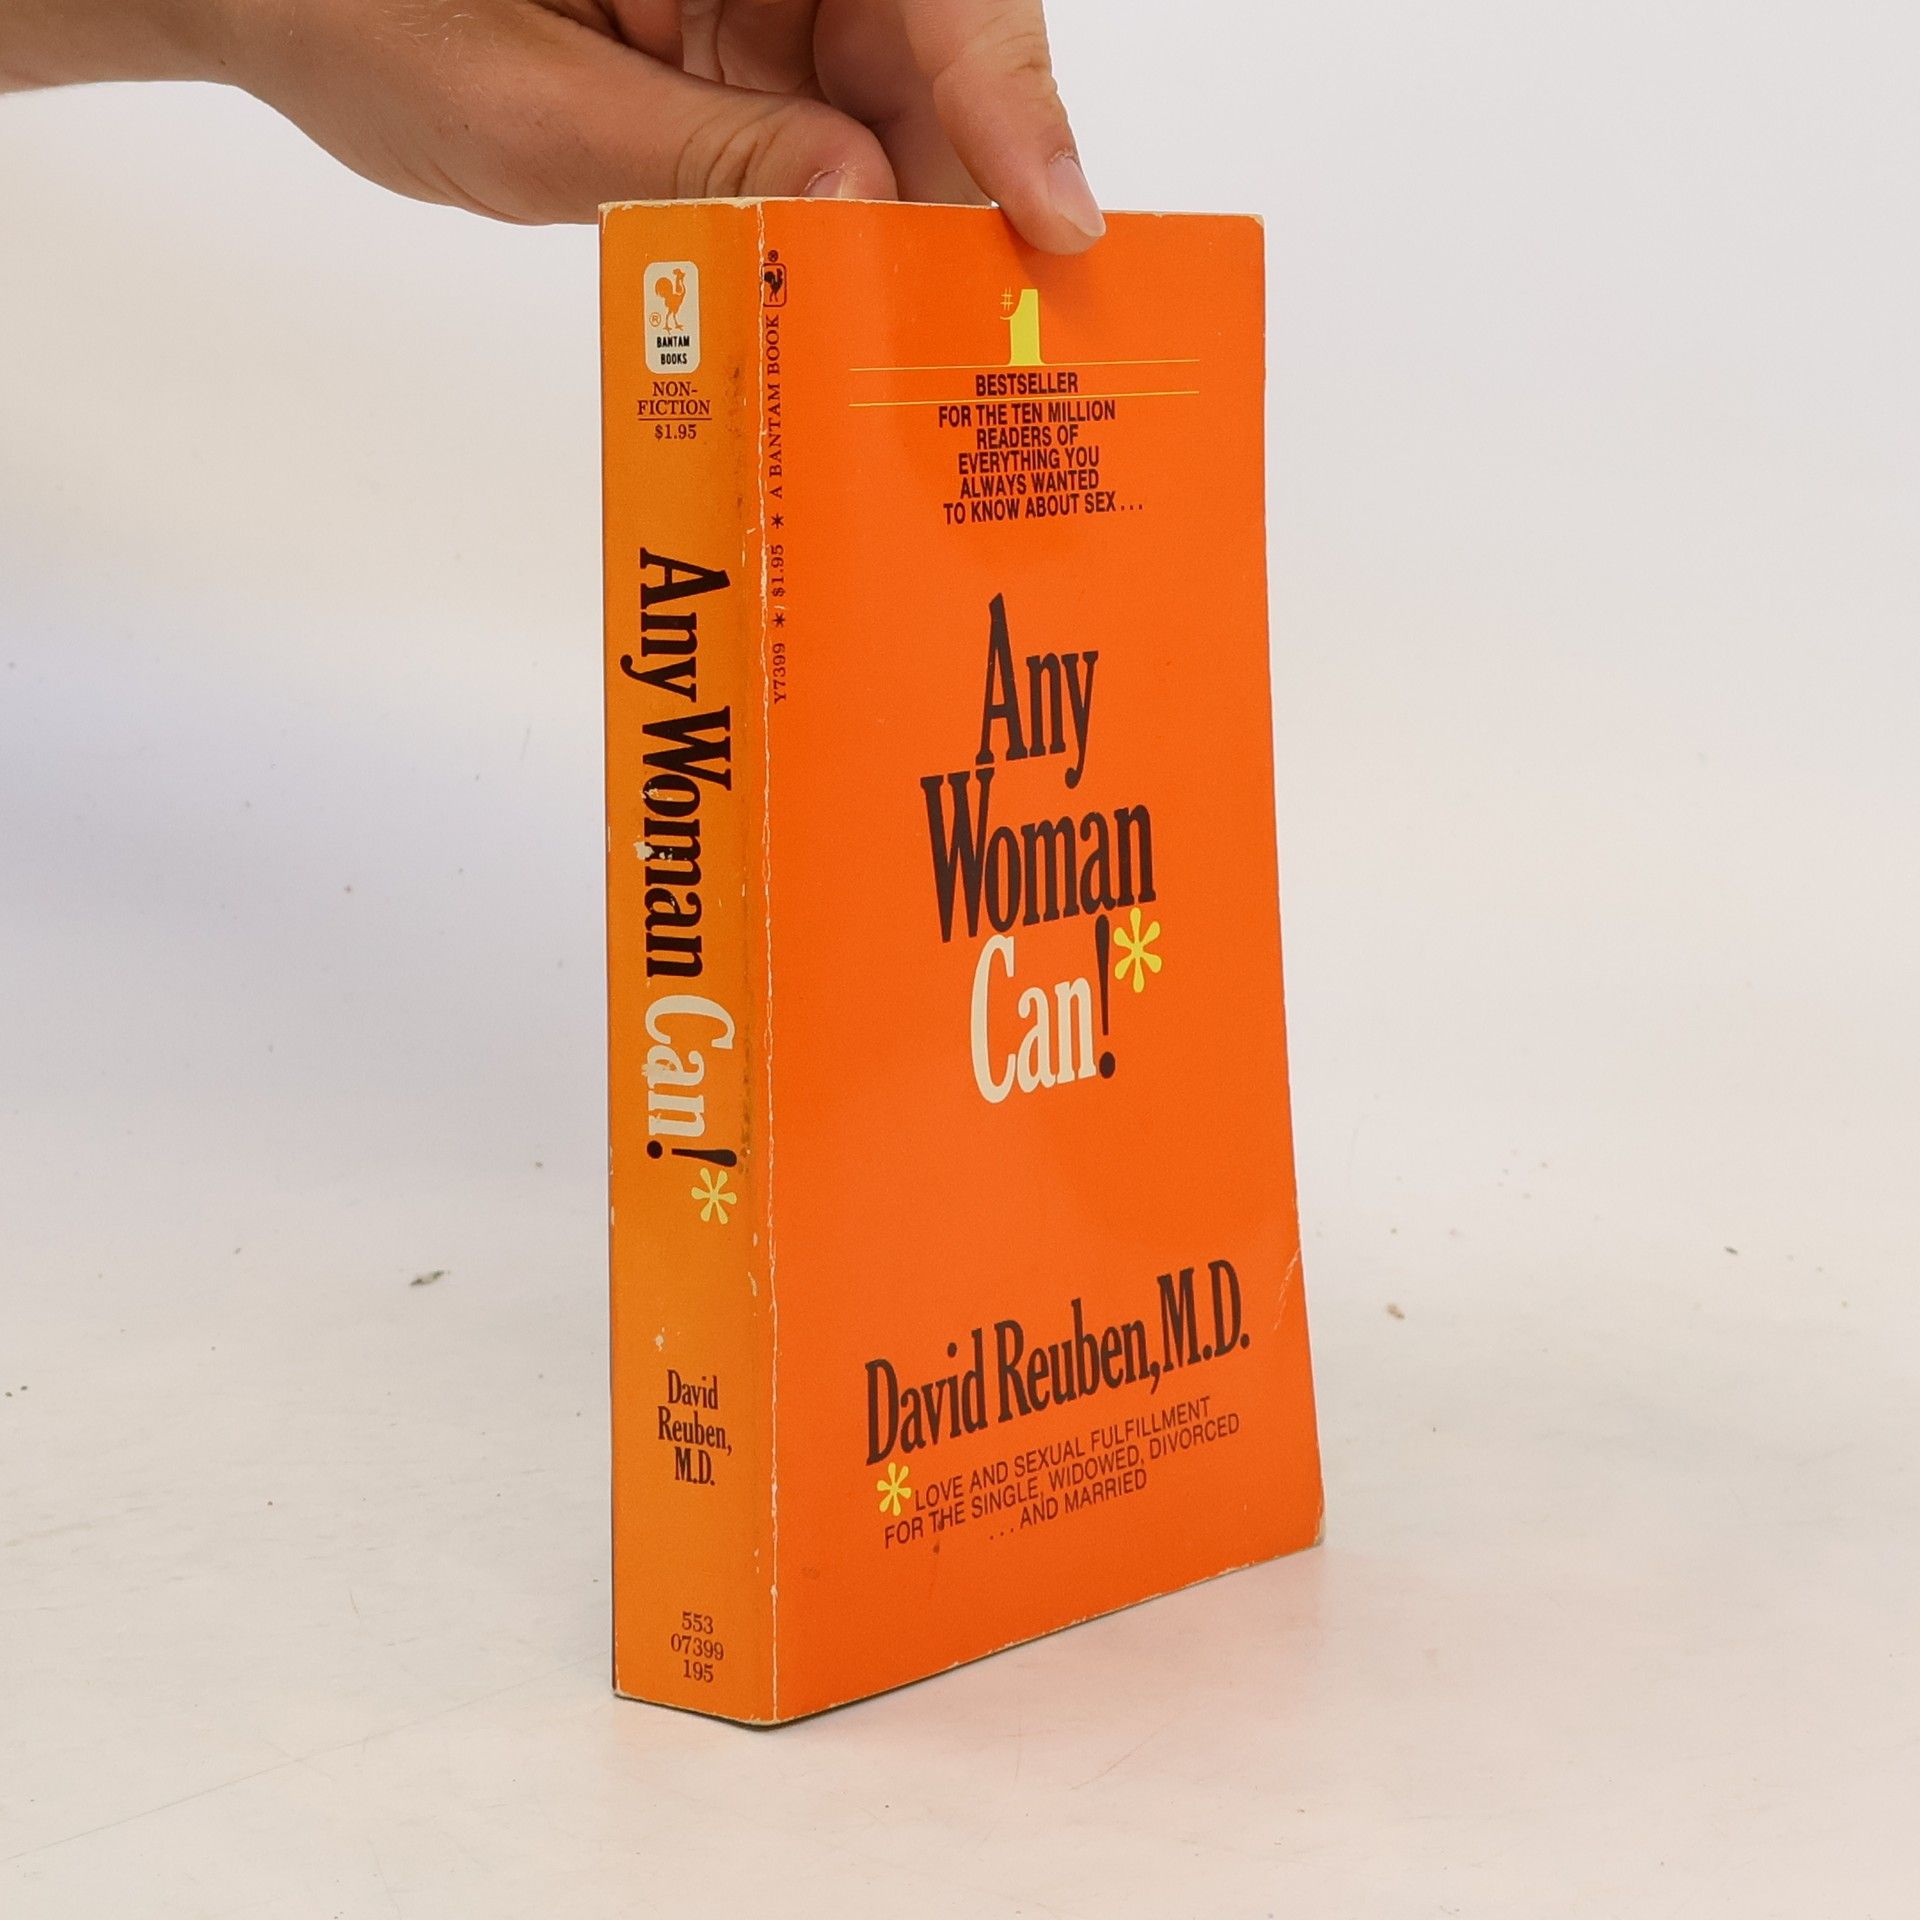 ®
BANTAM
BOOKS
NON-
FICTION
$1.95
Any Woman Can!*
David
Reuben,
M.D.
553
07399
195
Y7399 * $1.95 * A BANTAM BOOK ®
#1
BESTSELLER
FOR THE TEN MILLION
READERS OF
EVERYTHING YOU
ALWAYS WANTED
TO KNOW ABOUT SEX...
Any
Woman
Can!*
David Reuben, M.D.
*LOVE AND SEXUAL FULFILLMENT
FOR THE SINGLE, WIDOWED, DIVORCED
...AND MARRIED